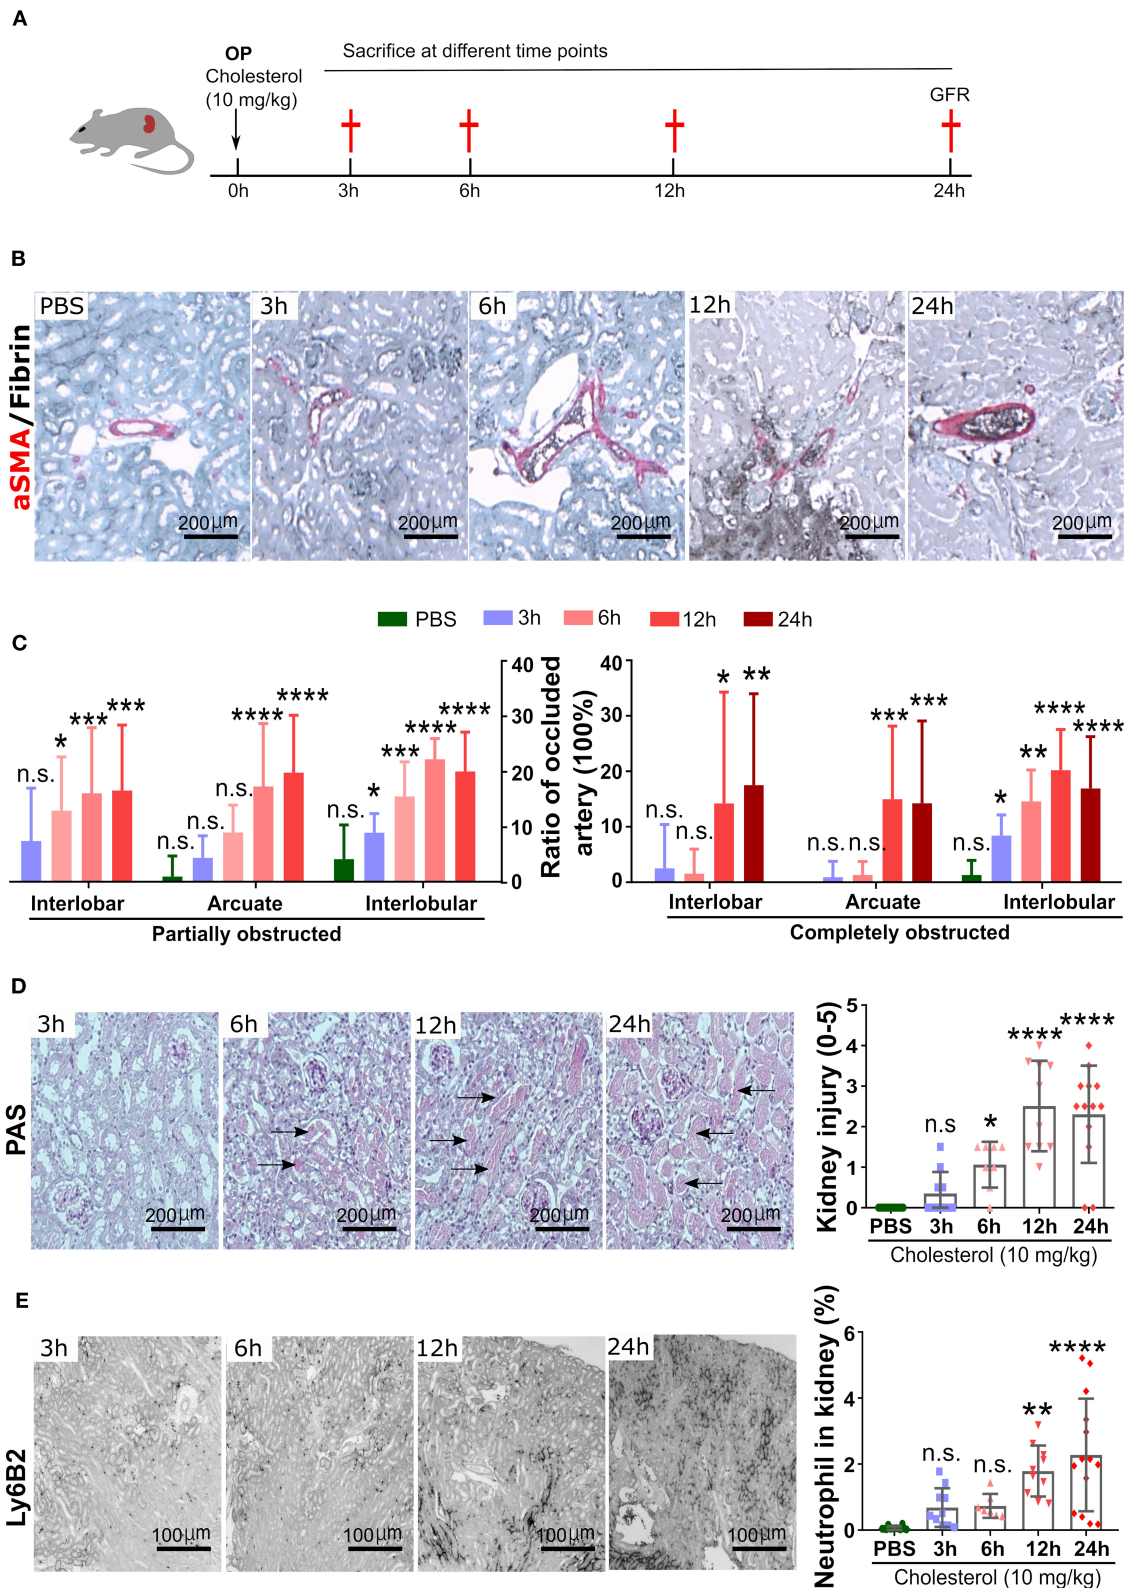 A
OP
Cholesterol
(10 mg/kg)
Sacrifice at different time points
GFR
0h 3h 6h 12h 24h
B
aSMA/Fibrin
PBS 3h 6h 12h 24h
200µm 200µm 200µm 200µm 200µm
PBS 3h 6h 12h 24h
C
n.s. * *** ***
n.s. n.s. n.s. **** ****
n.s. * *** **** ****
40
30
20
10
0
Ratio of occluded
artery (100%)
40
30
20
10
0
n.s. n.s. * **
n.s. n.s. *** ***
* ** **** ****
Interlobar Arcuate Interlobular
Partially obstructed
Interlobar Arcuate Interlobular
Completely obstructed
D
PAS
3h 6h 12h 24h
200µm 200µm 200µm 200µm
Kidney injury (0-5)
5
4
3
2
1
0
n.s * **** ****
PBS 3h 6h 12h 24h
Cholesterol (10 mg/kg)
E
Ly6B2
3h 6h 12h 24h
100µm 100µm 100µm 100µm
Neutrophil in kidney (%)
6
4
2
0
n.s. n.s. ** ****
PBS 3h 6h 12h 24h
Cholesterol (10 mg/kg)